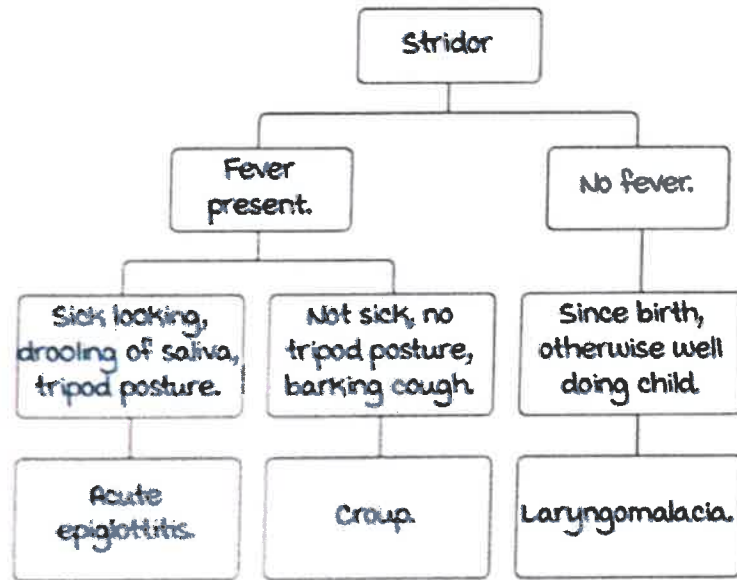 Stridor
Fever
present.
No fever.
Sick looking,
drooling of saliva,
tripod posture.
Not sick, no
tripod posture,
barking cough.
Since birth,
otherwise well
doing child.
Acute
epiglottitis.
Croup.
Laryngomalacia.